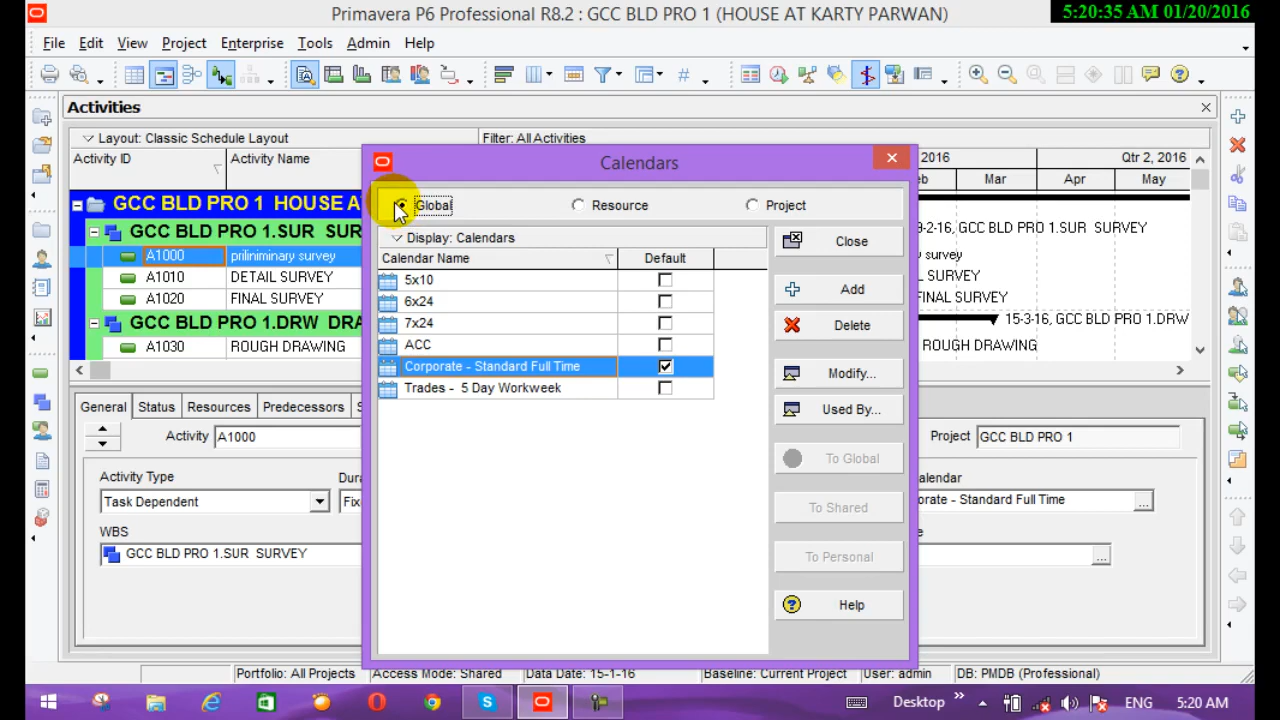 Primavera P6 Professional R8.2 : GCC BLD PRO 1 (HOUSE AT KARTY PARWAN)
5:20:35 AM 01/20/2016
File Edit View Project Enterprise Tools Admin Help
Activities
Layout: Classic Schedule Layout
Filter: All Activities
Activity ID
Activity Name
2016
Qtr 2, 2016
Mar
Apr
May
GCC BLD PRO 1 HOUSE A
GCC BLD PRO 1.SUR SUR
A1000 priliniminary survey
A1010 DETAIL SURVEY
A1020 FINAL SURVEY
GCC BLD PRO 1.DRW DRA
A1030 ROUGH DRAWING
9-2-16, GCC BLD PRO 1.SUR SURVEY
survey
FINAL SURVEY
15-3-16, GCC BLD PRO 1.DRW
ROUGH DRAWING
Calendars
Global
Resource
Project
Display: Calendars
Calendar Name
Default
5x10
6x24
7x24
ACC
Corporate - Standard Full Time
Trades - 5 Day Workweek
Close
Add
Delete
Modify...
Used By...
To Global
To Shared
To Personal
Help
General Status Resources Predecessors S
Activity A1000
Project GCC BLD PRO 1
Activity Type
Dura
alendar
Task Dependent
Fix
orate - Standard Full Time
...
WBS
GCC BLD PRO 1.SUR SURVEY
...
Portfolio: All Projects
Access Mode: Shared
Data Date: 15-1-16
Baseline: Current Project
User: admin
DB: PMDB (Professional)
Desktop
ENG
5:20 AM